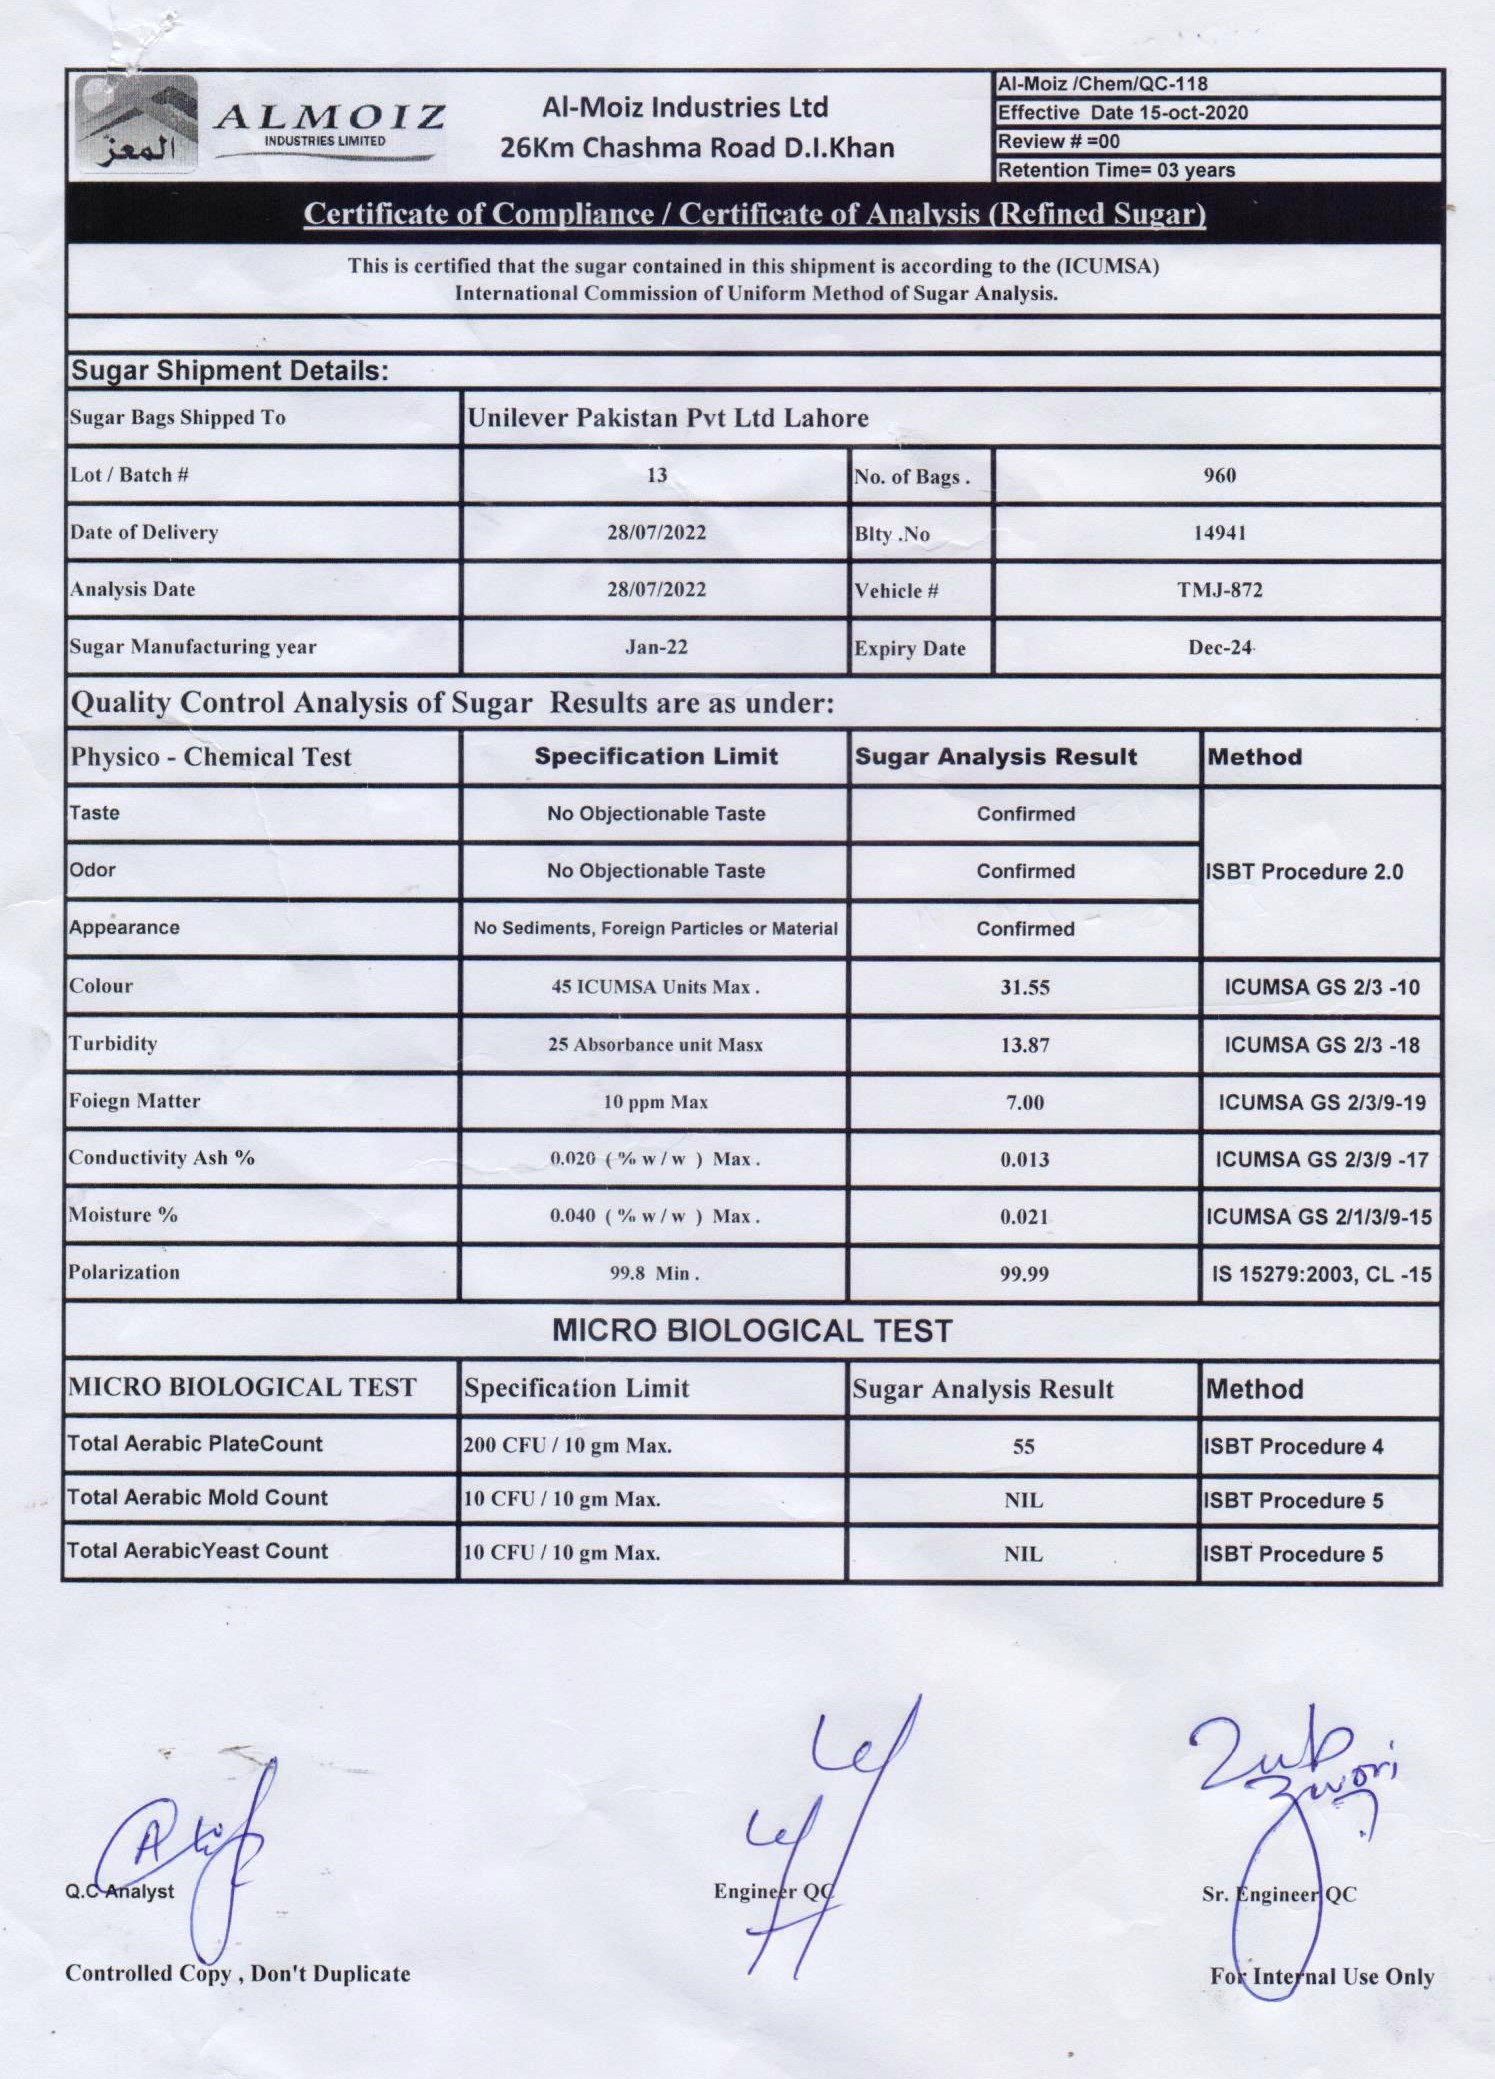 المعز
ALMOIZ
INDUSTRIES LIMITED
Al-Moiz Industries Ltd
26Km Chashma Road D.I.Khan
Al-Moiz /Chem/QC-118
Effective Date 15-oct-2020
Review # =00
Retention Time= 03 years
Certificate of Compliance / Certificate of Analysis (Refined Sugar)
This is certified that the sugar contained in this shipment is according to the (ICUMSA)
International Commission of Uniform Method of Sugar Analysis.
Sugar Shipment Details:
Sugar Bags Shipped To Unilever Pakistan Pvt Ltd Lahore
Lot / Batch # 13 No. of Bags . 960
Date of Delivery 28/07/2022 Blty .No 14941
Analysis Date 28/07/2022 Vehicle # TMJ-872
Sugar Manufacturing year Jan-22 Expiry Date Dec-24
Quality Control Analysis of Sugar Results are as under:
Physico - Chemical Test Specification Limit Sugar Analysis Result Method
Taste No Objectionable Taste Confirmed
Odor No Objectionable Taste Confirmed ISBT Procedure 2.0
Appearance No Sediments, Foreign Particles or Material Confirmed
Colour 45 ICUMSA Units Max . 31.55 ICUMSA GS 2/3 -10
Turbidity 25 Absorbance unit Masx 13.87 ICUMSA GS 2/3 -18
Foiegn Matter 10 ppm Max 7.00 ICUMSA GS 2/3/9-19
Conductivity Ash % 0.020 ( % w / w ) Max . 0.013 ICUMSA GS 2/3/9 -17
Moisture % 0.040 ( % w / w ) Max . 0.021 ICUMSA GS 2/1/3/9-15
Polarization 99.8 Min . 99.99 IS 15279:2003, CL -15
MICRO BIOLOGICAL TEST
MICRO BIOLOGICAL TEST Specification Limit Sugar Analysis Result Method
Total Aerabic PlateCount 200 CFU / 10 gm Max. 55 ISBT Procedure 4
Total Aerabic Mold Count 10 CFU / 10 gm Max. NIL ISBT Procedure 5
Total AerabicYeast Count 10 CFU / 10 gm Max. NIL ISBT Procedure 5
Q.C Analyst Engineer QC Sr. Engineer QC
Controlled Copy , Don't Duplicate For Internal Use Only